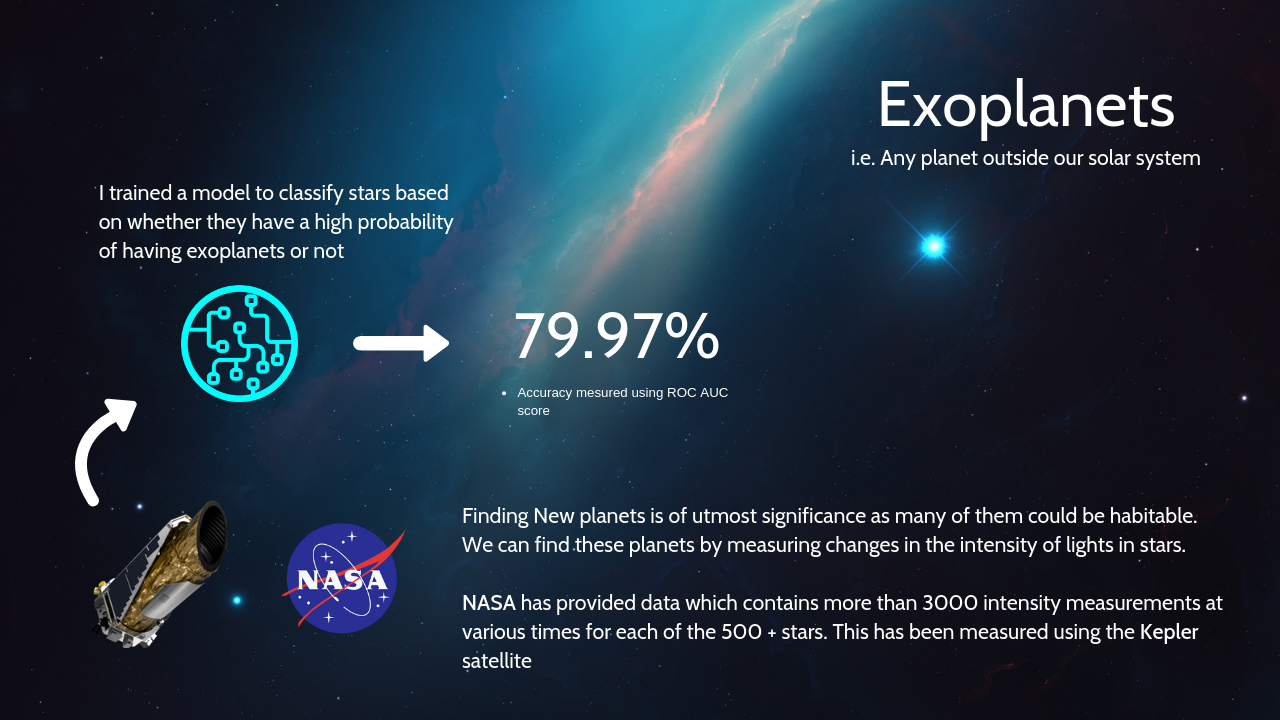 Exoplanets
i.e. Any planet outside our solar system
I trained a model to classify stars based
on whether they have a high probability
of having exoplanets or not
79.97%
• Accuracy mesured using ROC AUC
score
NASA
Finding New planets is of utmost significance as many of them could be habitable.
We can find these planets by measuring changes in the intensity of lights in stars.
NASA has provided data which contains more than 3000 intensity measurements at
various times for each of the 500 + stars. This has been measured using the Kepler
satellite